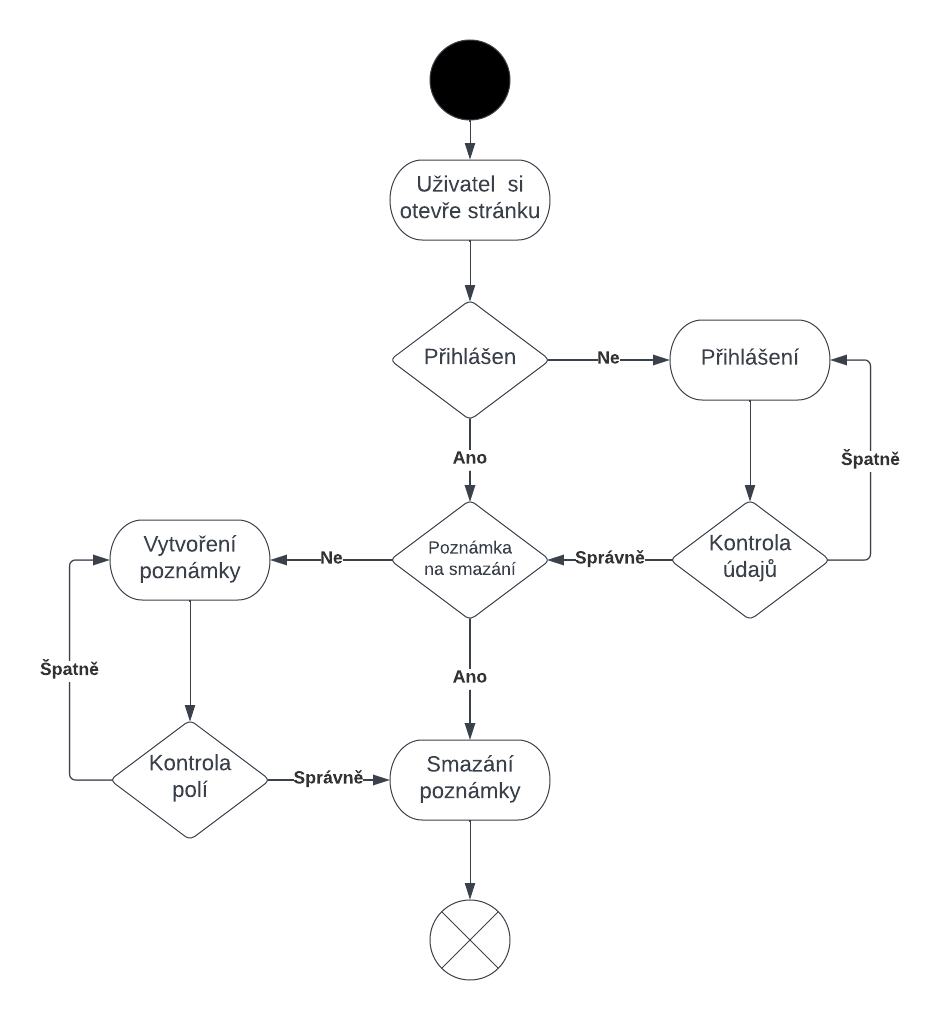 Uživatel si
otevře stránku
Přihlášen
Ne
Přihlášení
Ano
Špatně
Vytvoření
poznámky
Ne
Poznámka
na smazání
Správně
Kontrola
údajů
Špatně
Ano
Kontrola
polí
Správně
Smazání
poznámky